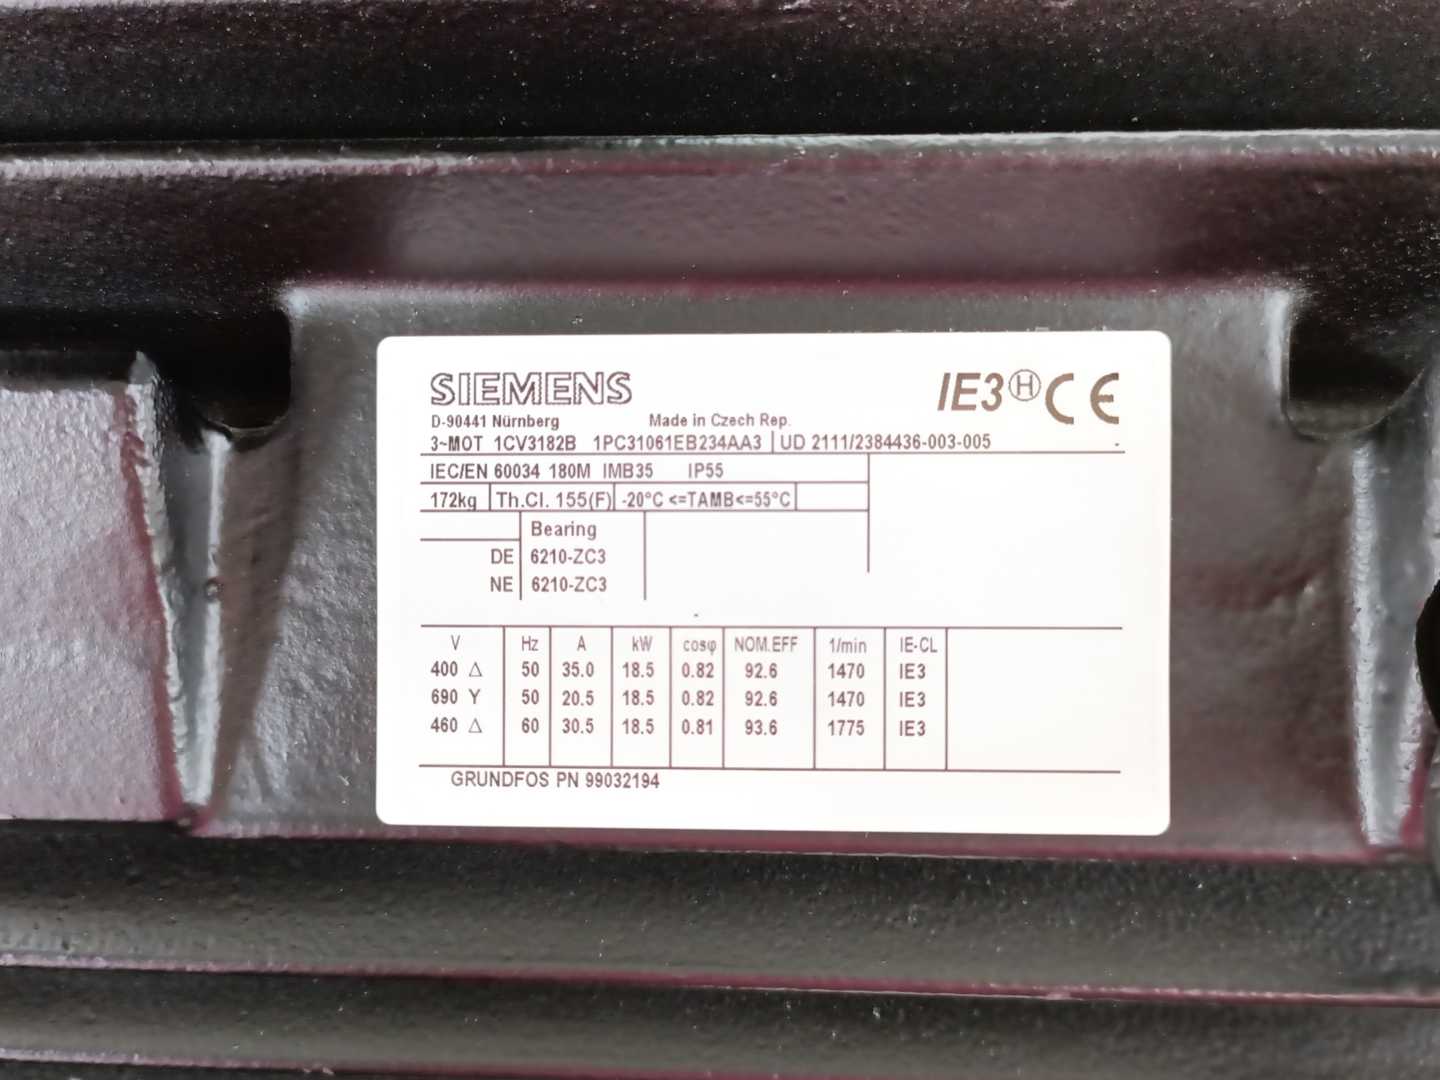 SIEMENS IE3 H CE
D-90441 Nürnberg Made in Czech Rep.
3~MOT 1CV3182B 1PC31061EB234AA3 UD 2111/2384436-003-005
IEC/EN 60034 180M IMB35 IP55
172kg Th.Cl. 155(F) -20°C <=TAMB<=55°C
Bearing
DE 6210-ZC3
NE 6210-ZC3
V Hz A kW cosφ NOM.EFF 1/min IE-CL
400 Δ 50 35.0 18.5 0.82 92.6 1470 IE3
690 Y 50 20.5 18.5 0.82 92.6 1470 IE3
460 Δ 60 30.5 18.5 0.81 93.6 1775 IE3
GRUNDFOS PN 99032194